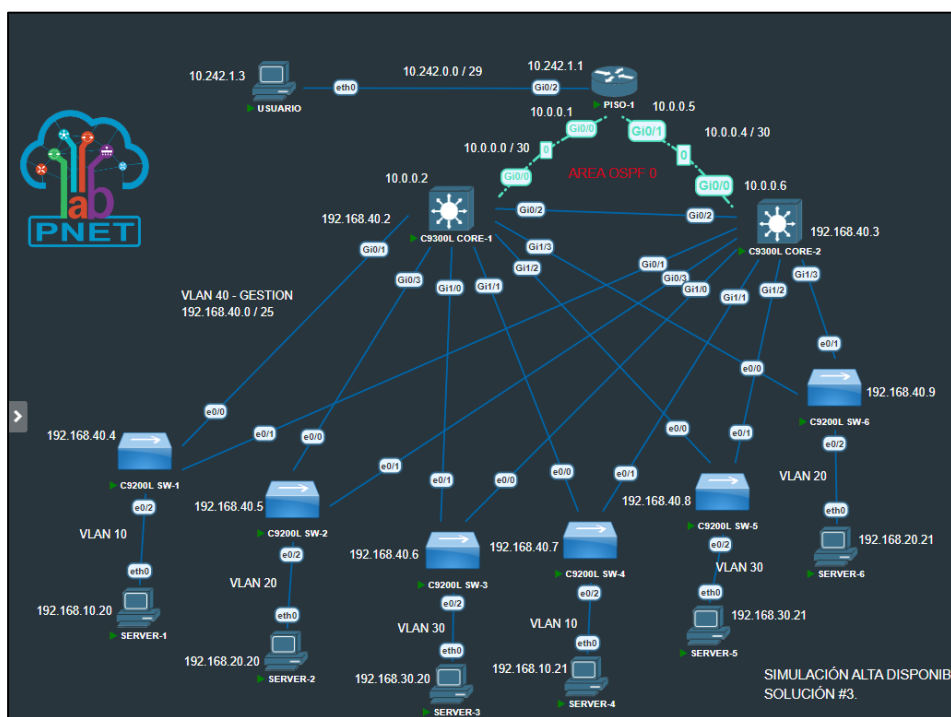 10.242.1.3
eth0
USUARIO
10.242.0.0 / 29
10.242.1.1
Gi0/2
PISO-1
10.0.0.1
Gi0/0
10.0.0.5
Gi0/1
10.0.0.0 / 30
0
Gi0/0
AREA OSPF 0
0
10.0.0.4 / 30
Gi0/0
10.0.0.6
lab
PNET
10.0.0.2
192.168.40.2
C9300L CORE-1
Gi0/2
Gi0/2
192.168.40.3
C9300L CORE-2
Gi0/1
Gi0/3
Gi1/0
Gi1/1
Gi1/2
Gi1/3
Gi0/1
Gi0/3
Gi1/0
Gi1/1
Gi1/2
Gi1/3
VLAN 40 - GESTION
192.168.40.0 / 25
e0/1
e0/0
192.168.40.9
C9200L SW-6
e0/2
VLAN 20
eth0
192.168.20.21
SERVER-6
192.168.40.4
e0/0
e0/1
C9200L SW-1
e0/2
VLAN 10
eth0
192.168.10.20
SERVER-1
e0/0
e0/1
192.168.40.5
C9200L SW-2
e0/2
VLAN 20
eth0
192.168.20.20
SERVER-2
e0/1
e0/0
192.168.40.6
C9200L SW-3
e0/2
VLAN 30
eth0
192.168.30.20
SERVER-3
e0/0
e0/1
192.168.40.7
C9200L SW-4
e0/2
VLAN 10
eth0
192.168.10.21
SERVER-4
e0/0
e0/1
192.168.40.8
C9200L SW-5
e0/2
VLAN 30
eth0
192.168.30.21
SERVER-5
SIMULACIÓN ALTA DISPONIB
SOLUCIÓN #3.